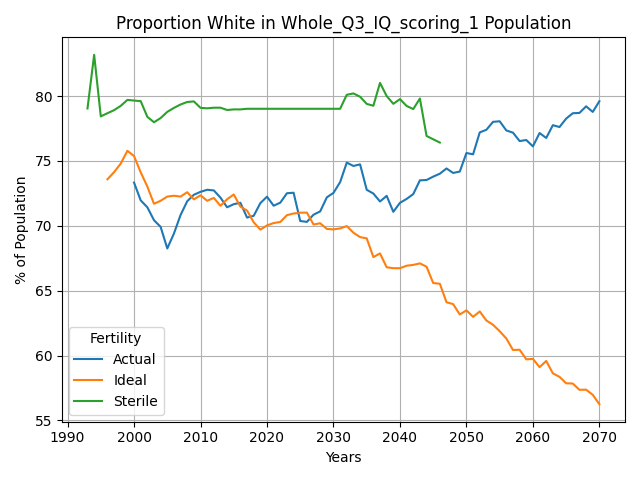 Proportion White in Whole_Q3_IQ_scoring_1 Population
% of Population
80
75
70
65
60
55
Fertility
Actual
Ideal
Sterile
1990
2000
2010
2020
2030
2040
2050
2060
2070
Years